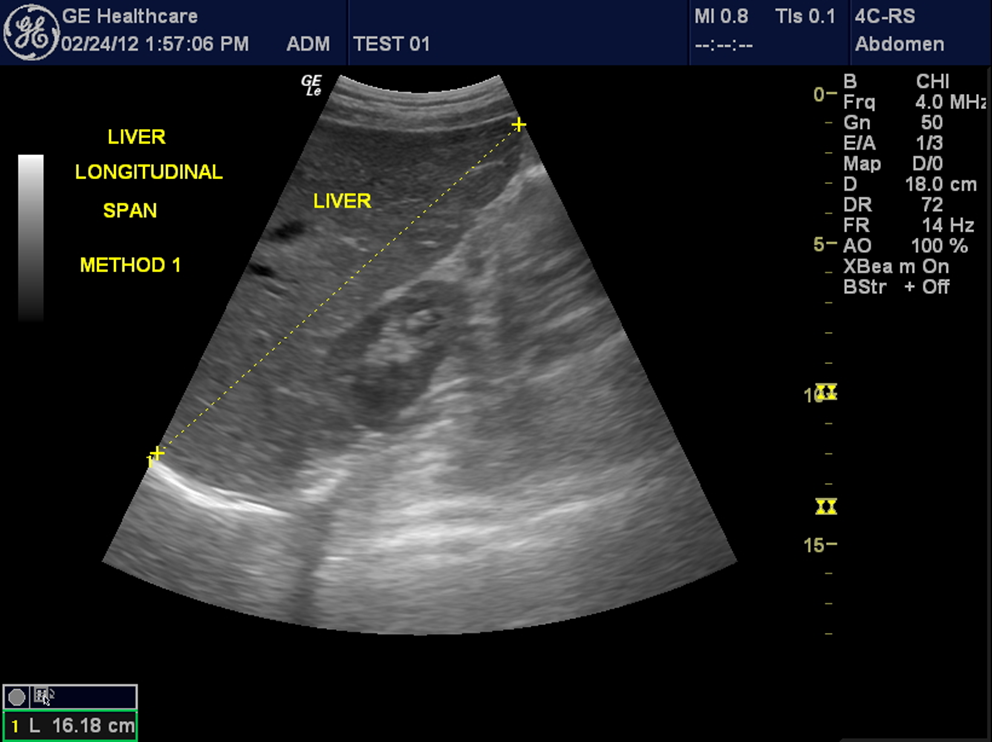 GE Healthcare
02/24/12 1:57:06 PM ADM TEST 01
MI 0.8 TIs 0.1
--:--:--
4C-RS
Abdomen
GE
Le
LIVER
LONGITUDINAL
SPAN
METHOD 1
LIVER
0
5
10
15
B CHI
Frq 4.0 MHz
Gn 50
E/A 1/3
Map D/0
D 18.0 cm
DR 72
FR 14 Hz
AO 100 %
XBea m On
BStr + Off
1
1 L 16.18 cm